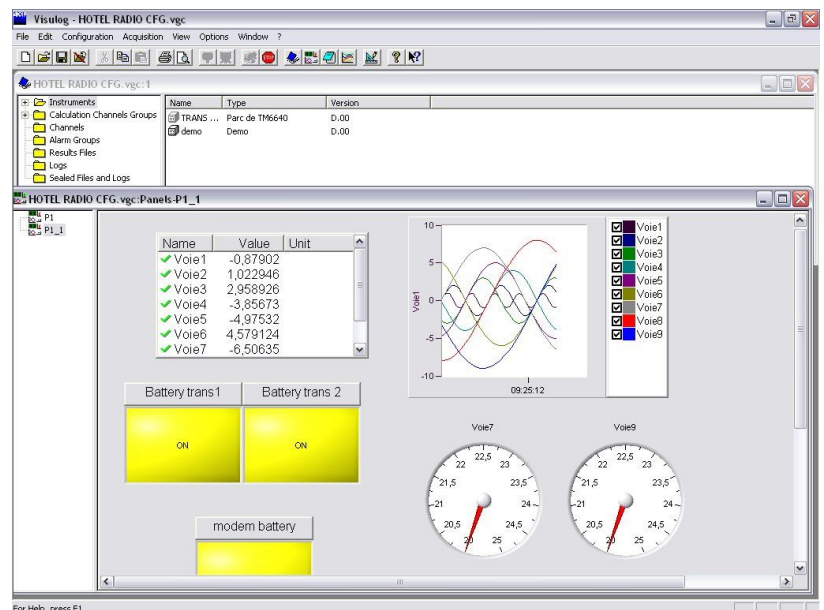 Visulog - HOTEL RADIO CFG.vgc
File Edit Configuration Acquisition View Options Window ?
HOTEL RADIO CFG.vgc:1
Instruments
Calculation Channels Groups
Channels
Alarm Groups
Results Files
Logs
Sealed Files and Logs
Name Type Version
TRANS ... Parc de TM6640 D.00
demo Demo D.00
HOTEL RADIO CFG.vgc:Panels-P1_1
P1
P1_1
Name Value Unit
Voie1 -0,87902
Voie2 1,022946
Voie3 2,958926
Voie4 -3,85673
Voie5 -4,97532
Voie6 4,579124
Voie7 -6,50635
10
5
0
-5
-10
Voie1
09:25:12
Voie1
Voie2
Voie3
Voie4
Voie5
Voie6
Voie7
Voie8
Voie9
Battery trans1 Battery trans 2
ON ON
modem battery
Voie7
20 20,5 21 21,5 22 22,5 23 23,5 24 24,5 25
Voie9
20 20,5 21 21,5 22 22,5 23 23,5 24 24,5 25
For Help, press F1